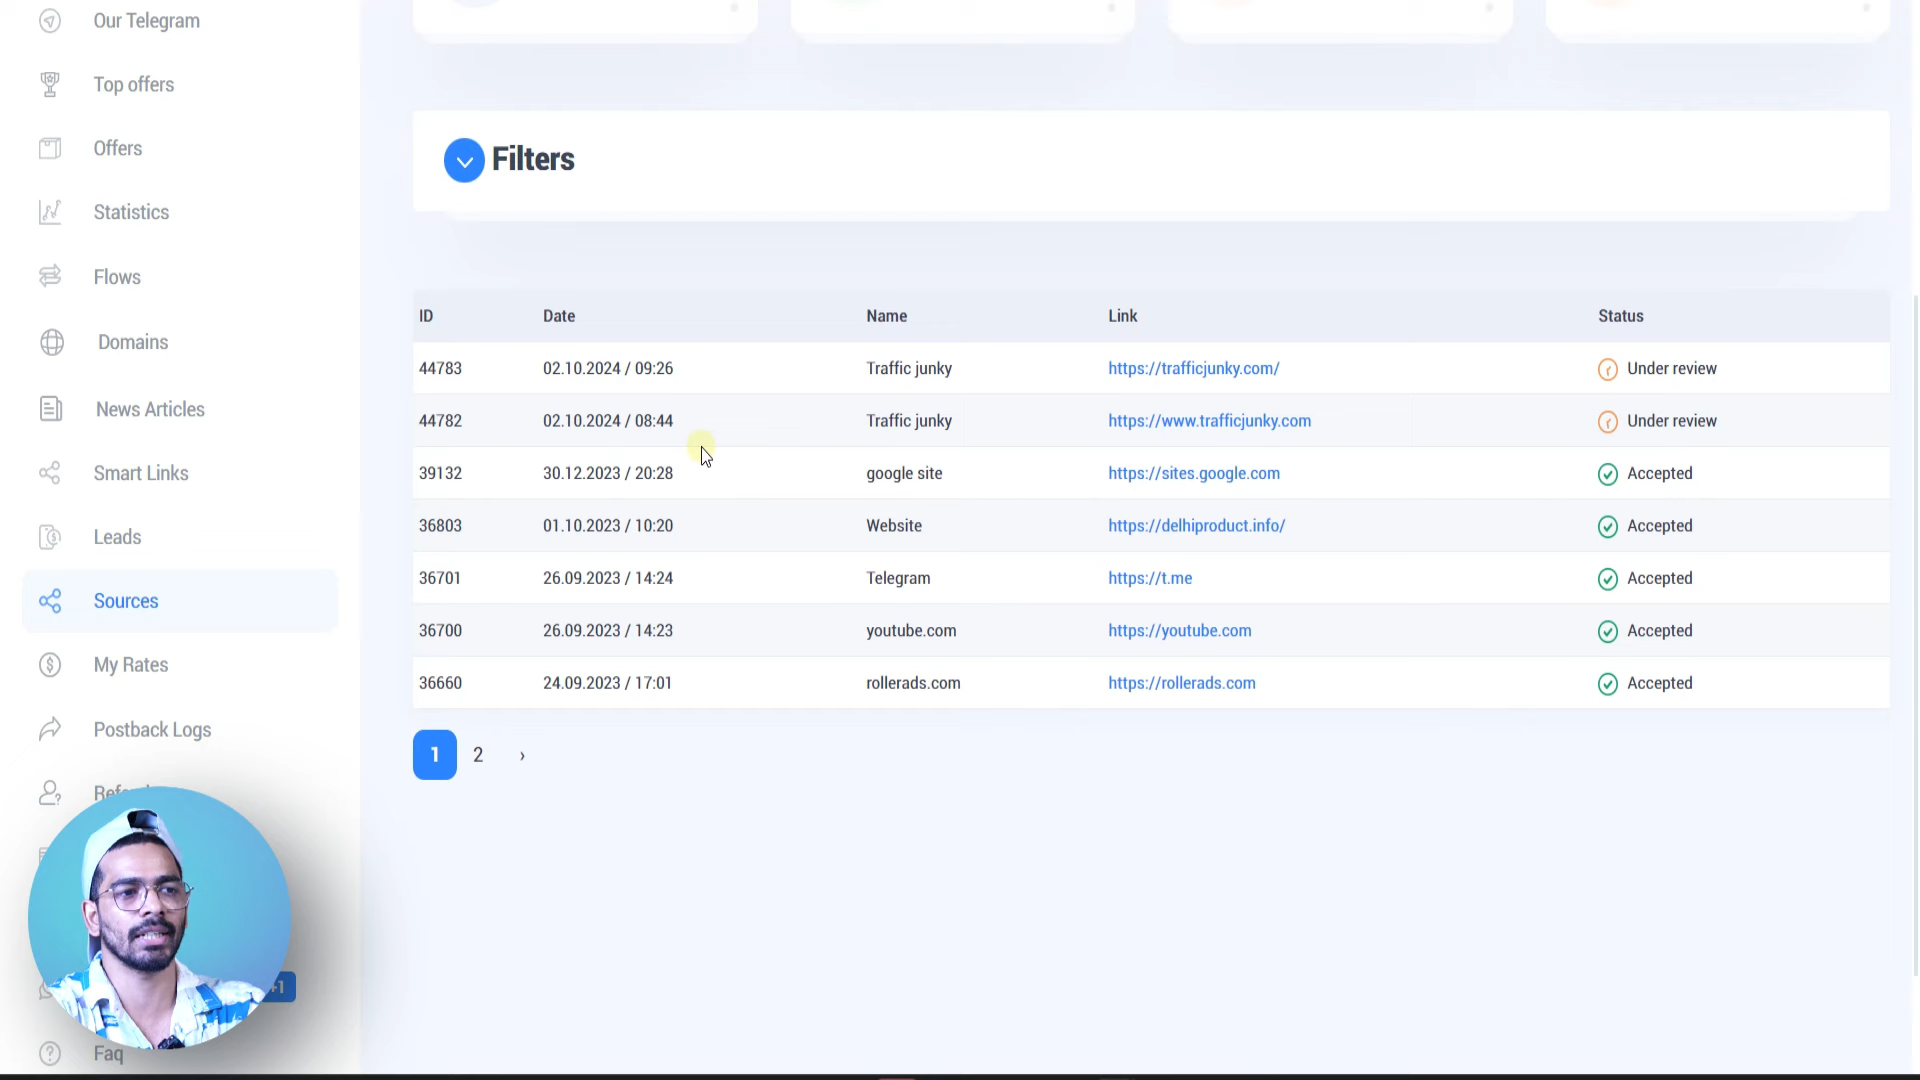 Our Telegram
Top offers
Offers
Statistics
Flows
Domains
News Articles
Smart Links
Leads
Sources
My Rates
Postback Logs
Faq
Filters
ID Date Name Link Status
44783 02.10.2024 / 09:26 Traffic junky https://trafficjunky.com/ Under review
44782 02.10.2024 / 08:44 Traffic junky https://www.trafficjunky.com Under review
39132 30.12.2023 / 20:28 google site https://sites.google.com Accepted
36803 01.10.2023 / 10:20 Website https://delhiproduct.info/ Accepted
36701 26.09.2023 / 14:24 Telegram https://t.me Accepted
36700 26.09.2023 / 14:23 youtube.com https://youtube.com Accepted
36660 24.09.2023 / 17:01 rollerads.com https://rollerads.com Accepted
1 2 ›